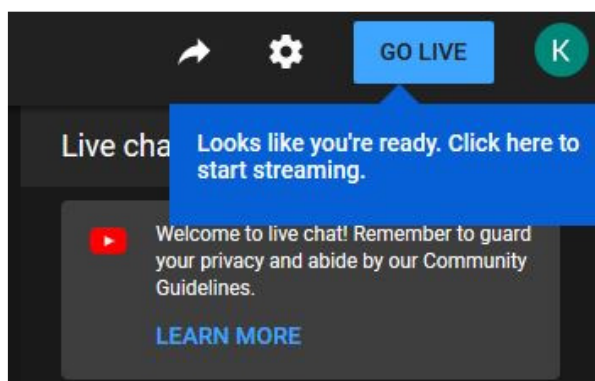 GO LIVE
K
Live cha
Looks like you're ready. Click here to
start streaming.
Welcome to live chat! Remember to guard
your privacy and abide by our Community
Guidelines.
LEARN MORE